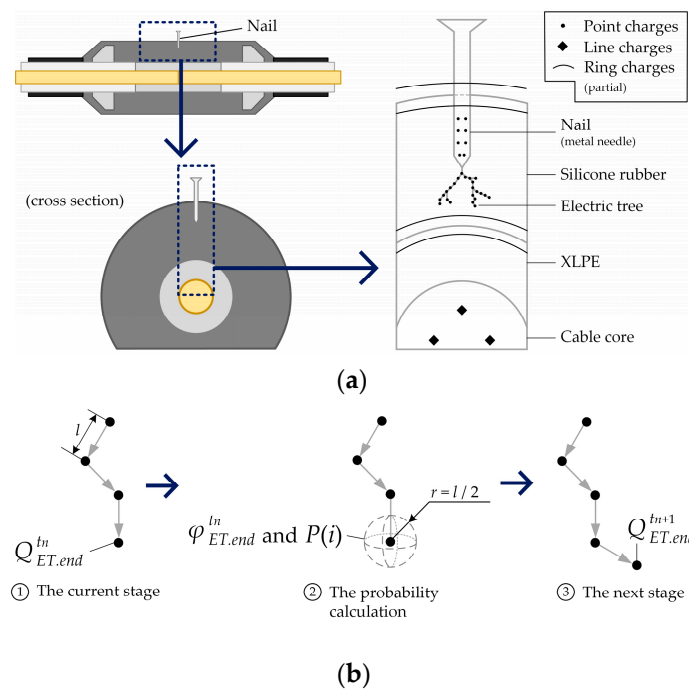 Nail
Point charges
Line charges
Ring charges
(partial)
Nail
(metal needle)
(cross section)
Silicone rubber
Electric tree
XLPE
Cable core
(a)
l
r = l / 2
Q^{tn}_{ET.end}
φ^{ln}_{ET.end} and P(i)
Q^{tn+1}_{ET.end}
① The current stage
② The probability
calculation
③ The next stage
(b)